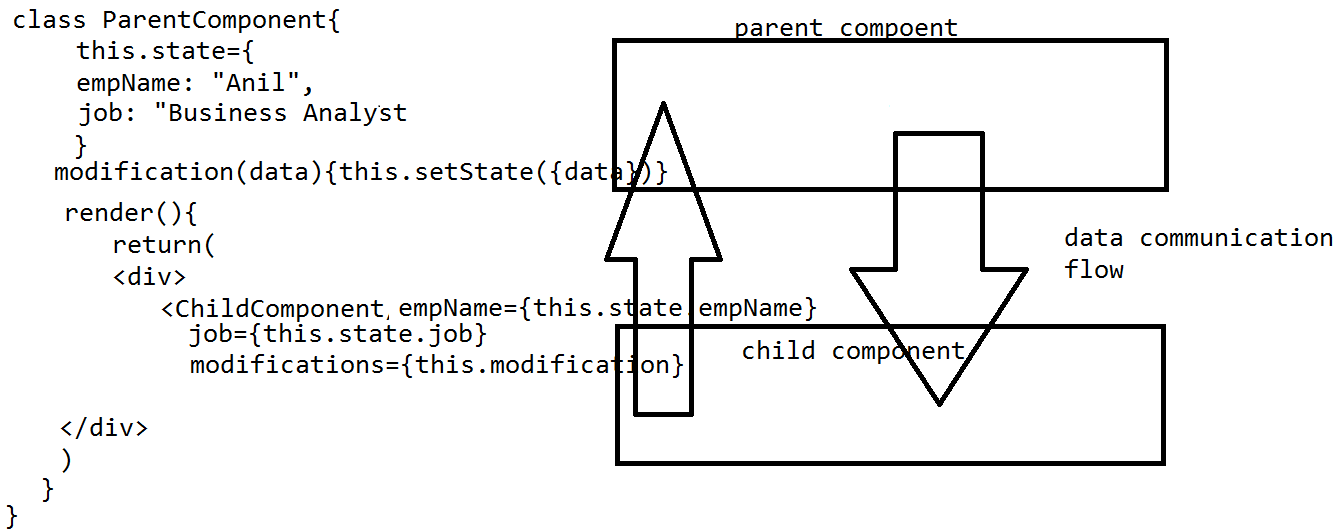 class ParentComponent{
this.state={
empName: "Anil",
job: "Business Analyst
}
modification(data){this.setState({data})}
render(){
return(
<div>
<ChildComponent, empName={this.state.empName}
job={this.state.job}
modifications={this.modification}
</div>
)
}
}
parent compoent
data communication
flow
child component